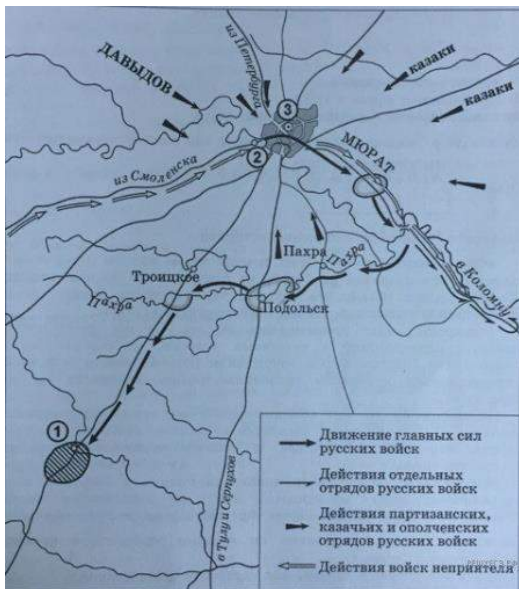 из Петербурга
ДАВЫДОВ
казаки
казаки
3
2
МЮРАТ
из Смоленска
Пахра
Троицкое
Пахра
Пахра
Подольск
в Коломну
1
в Тулу и Серпухов
Движение главных сил
русских войск
Действия отдельных
отрядов русских войск
Действия партизанских,
казачьих и ополченских
отрядов русских войск
Действия войск неприятеля